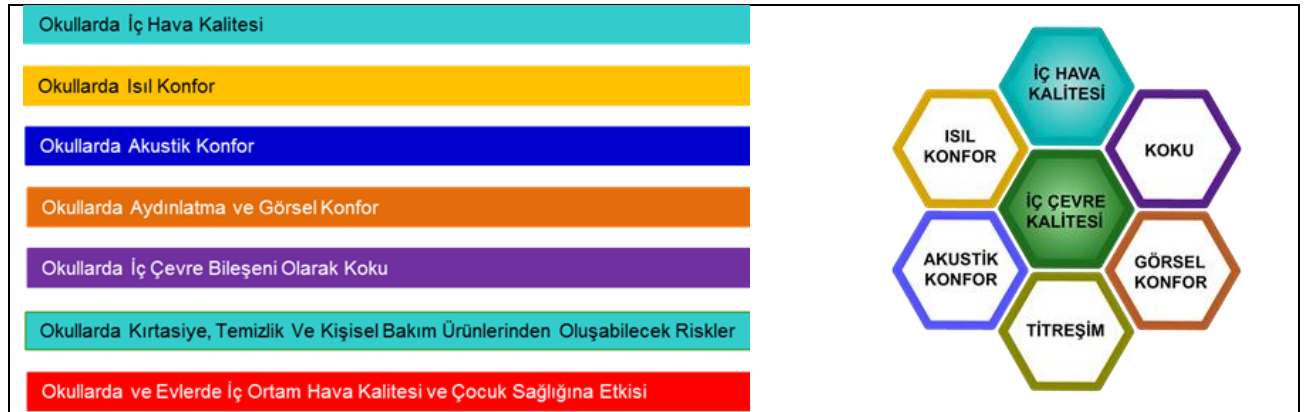 Okullarda İç Hava Kalitesi
Okullarda Isıl Konfor
Okullarda Akustik Konfor
Okullarda Aydınlatma ve Görsel Konfor
Okullarda İç Çevre Bileşeni Olarak Koku
Okullarda Kırtasiye, Temizlik Ve Kişisel Bakım Ürünlerinden Oluşabilecek Riskler
Okullarda ve Evlerde İç Ortam Hava Kalitesi ve Çocuk Sağlığına Etkisi
İÇ HAVA
KALİTESİ
ISIL
KONFOR
KOKU
İÇ ÇEVRE
KALİTESİ
AKUSTİK
KONFOR
GÖRSEL
KONFOR
TİTREŞİM